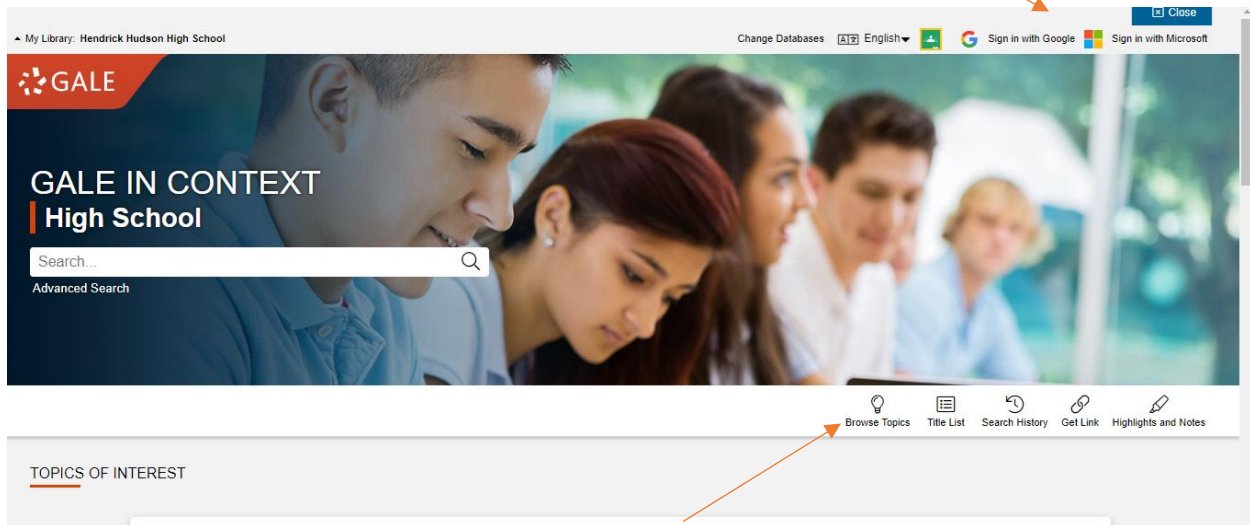 Close
My Library: Hendrick Hudson High School
Change Databases English Sign in with Google Sign in with Microsoft
GALE
GALE IN CONTEXT
High School
Search...
Advanced Search
Browse Topics Title List Search History Get Link Highlights and Notes
TOPICS OF INTEREST